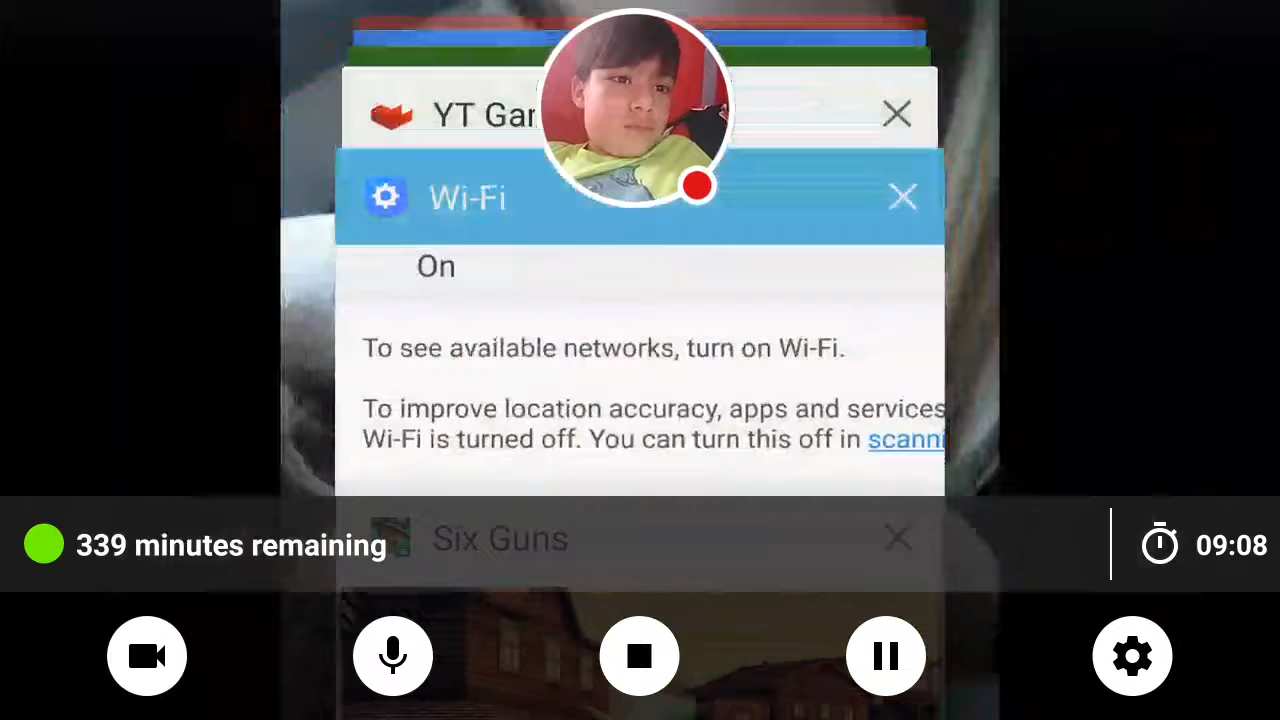 YT Gar
Wi-Fi
On
To see available networks, turn on Wi-Fi.
To improve location accuracy, apps and services
Wi-Fi is turned off. You can turn this off in scanni
Six Guns
339 minutes remaining
09:08